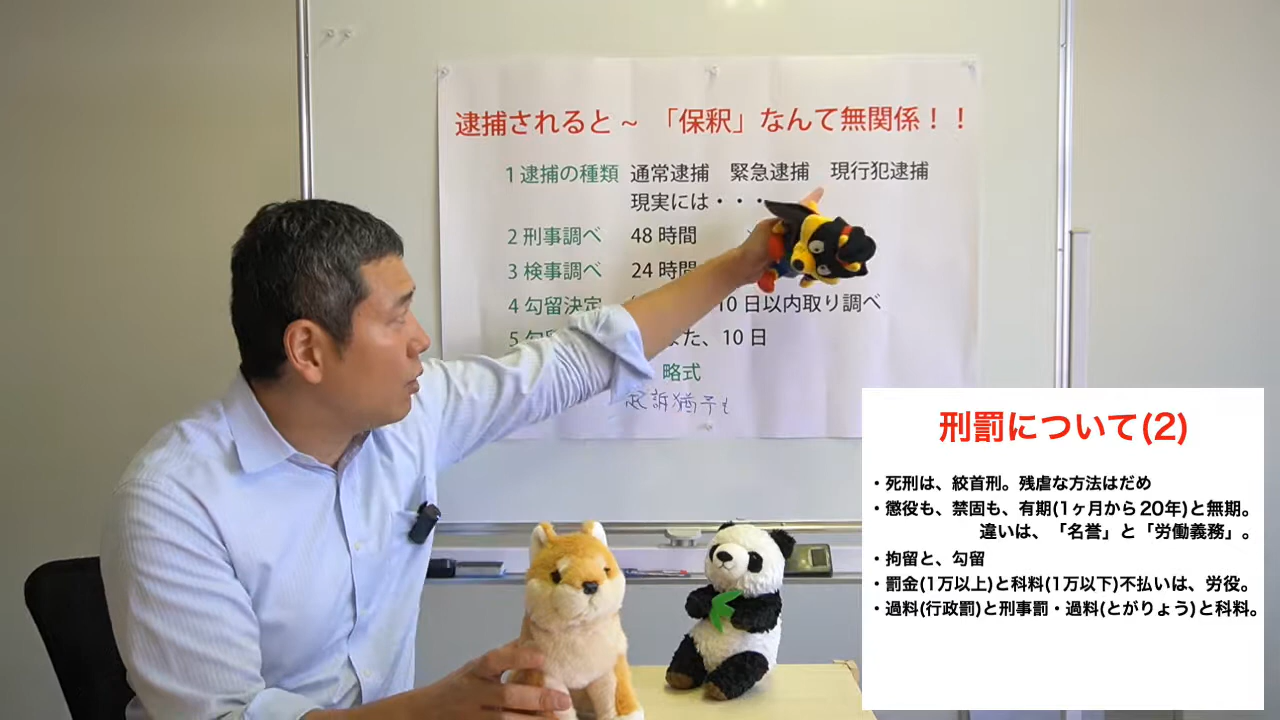 逮捕されると~ 「保釈」なんて無関係！！
1 逮捕の種類 通常逮捕 緊急逮捕 現行犯逮捕
現実には・・・
2 刑事調べ 48 時間
3 検事調べ 24 時間
4 勾留決定 10 日以内取り調べ
5 勾 また、10 日
略式
起訴猶予も
刑罰について(2)
・死刑は、絞首刑。残虐な方法はだめ
・懲役も、禁固も、有期(1ヶ月から20年)と無期。
違いは、「名誉」と「労働義務」。
・拘留と、勾留
・罰金(1万以上)と科料(1万以下)不払いは、労役。
・過料(行政罰)と刑事罰・過料(とがりょう)と科料。